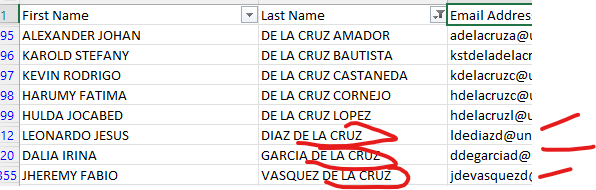 1 First Name Last Name Email Addres
95 ALEXANDER JOHAN DE LA CRUZ AMADOR adelacruza@u
96 KAROLD STEFANY DE LA CRUZ BAUTISTA kstdeladelacr
97 KEVIN RODRIGO DE LA CRUZ CASTANEDA kdelacruzc@u
98 HARUMY FATIMA DE LA CRUZ CORNEJO hdelacruzc@u
99 HULDA JOCABED DE LA CRUZ LOPEZ hdelacruzl@u
12 LEONARDO JESUS DIAZ DE LA CRUZ ldediazd@un
20 DALIA IRINA GARCIA DE LA CRUZ ddegarciad@
355 JHEREMY FABIO VASQUEZ DE LA CRUZ jdevasquezd@